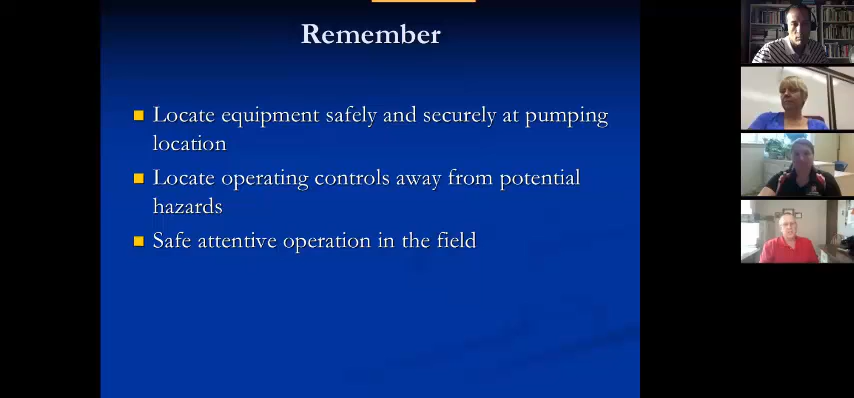 Remember
Locate equipment safely and securely at pumping
location
Locate operating controls away from potential
hazards
Safe attentive operation in the field